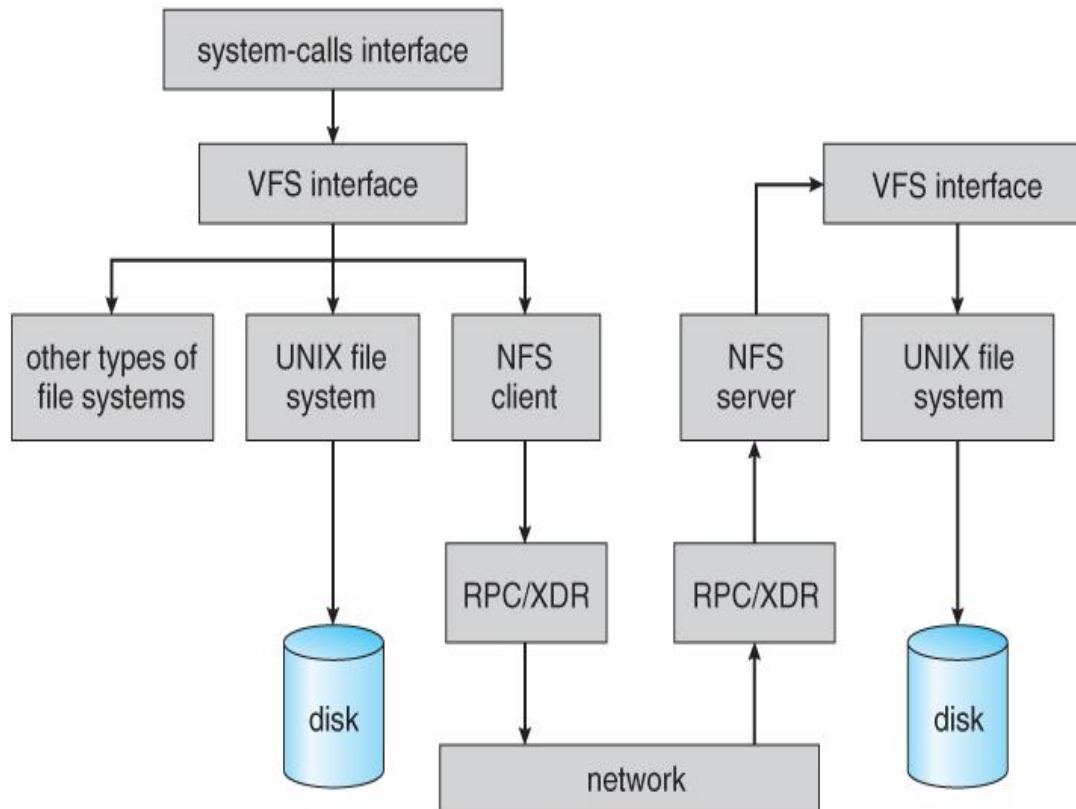 system-calls interface
VFS interface
VFS interface
other types of
file systems
UNIX file
system
NFS
client
NFS
server
UNIX file
system
RPC/XDR
RPC/XDR
disk
disk
network